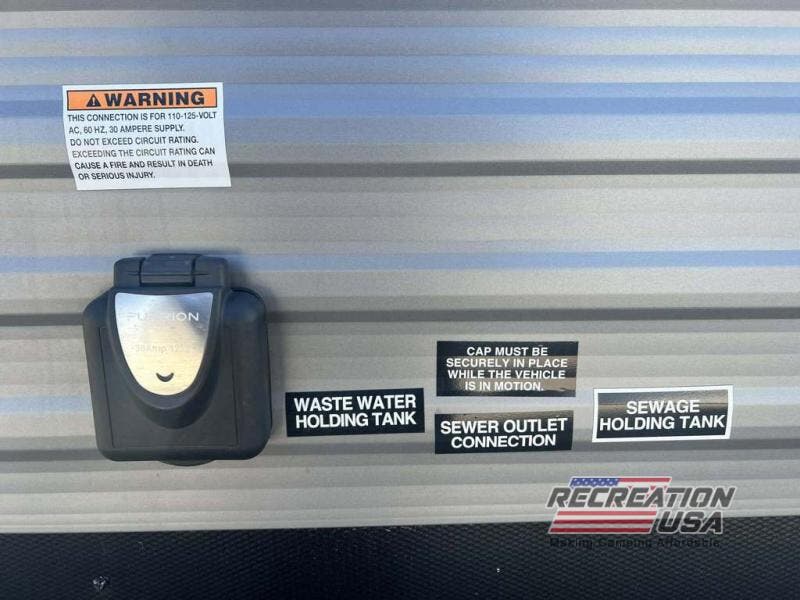 WARNING
THIS CONNECTION IS FOR 110-125-VOLT
AC, 60 HZ, 30 AMPERE SUPPLY.
DO NOT EXCEED CIRCUIT RATING.
EXCEEDING THE CIRCUIT RATING CAN
CAUSE A FIRE AND RESULT IN DEATH
OR SERIOUS INJURY.
FURRION
30Amp
WASTE WATER
HOLDING TANK
CAP MUST BE
SECURELY IN PLACE
WHILE THE VEHICLE
IS IN MOTION.
SEWER OUTLET
CONNECTION
SEWAGE
HOLDING TANK
RECREATION
USA
Making Camping Affordable